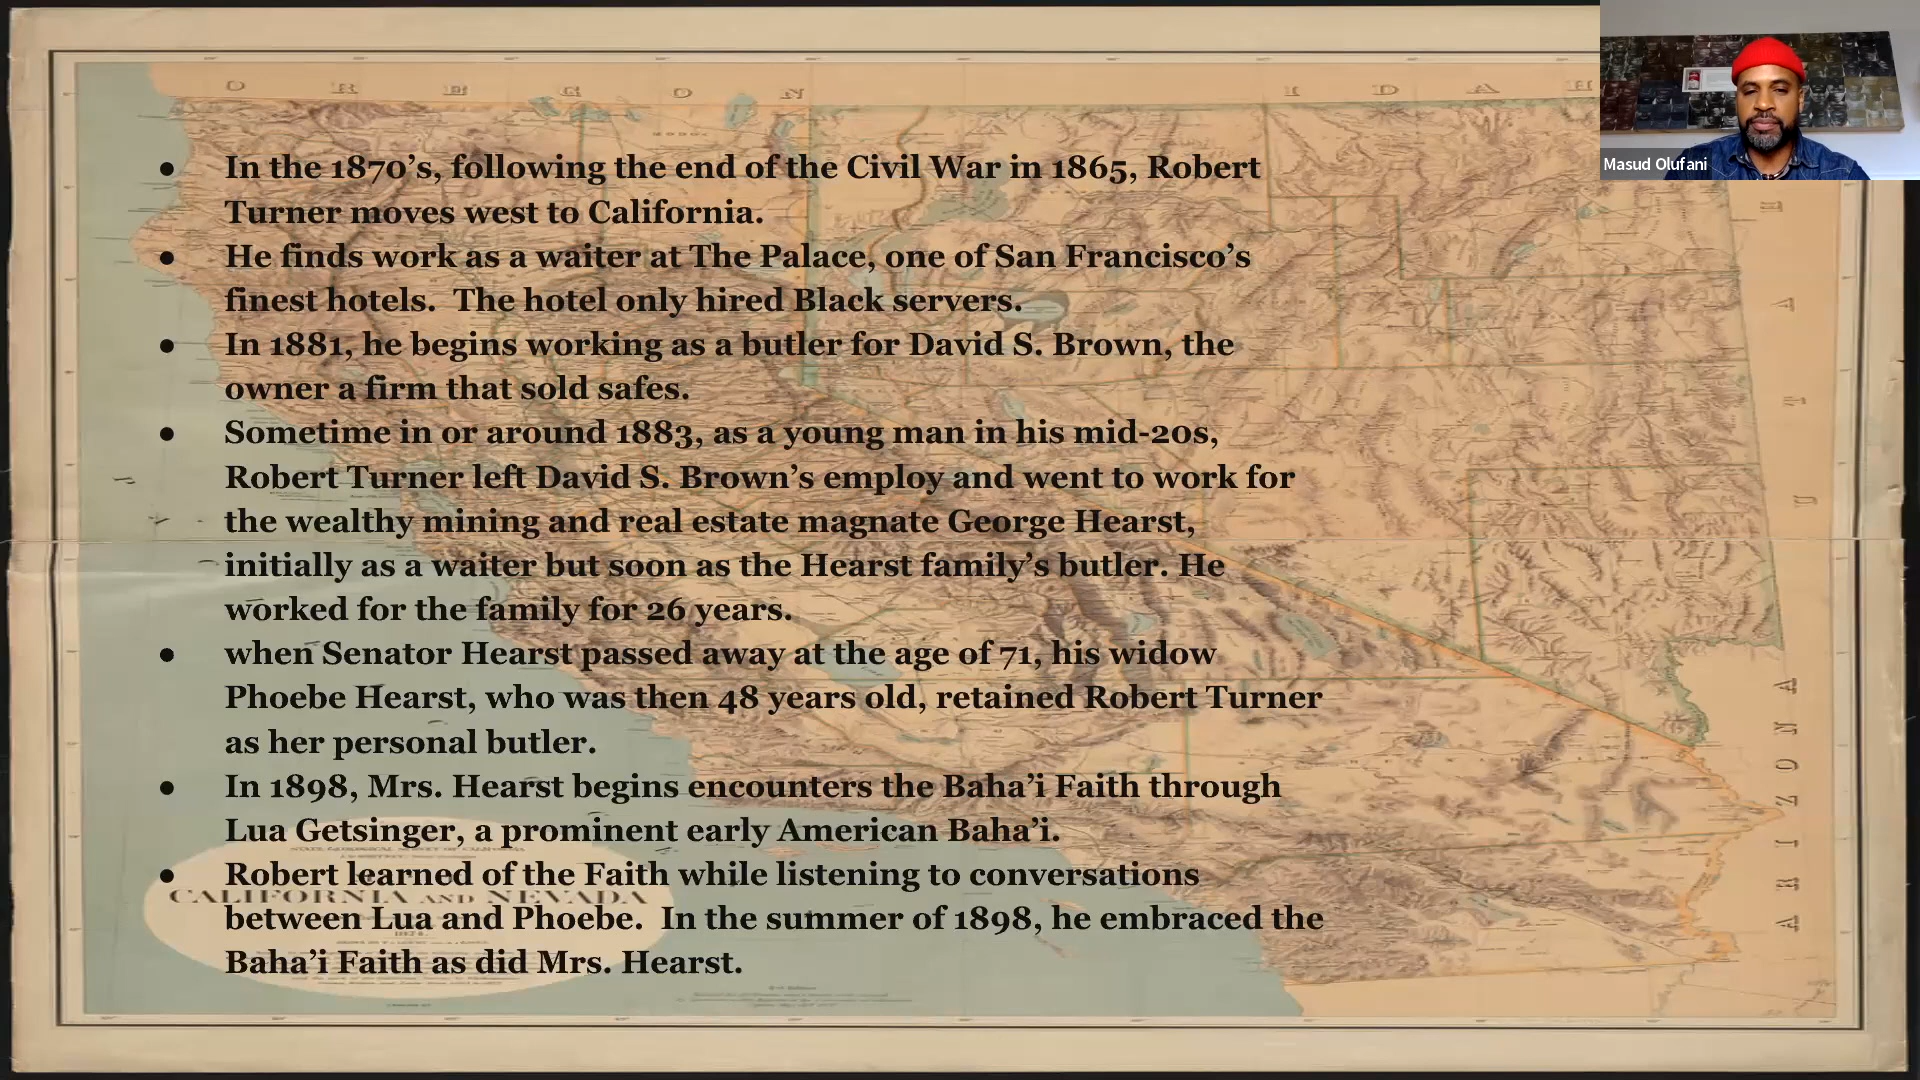 O R E G O N
I D A H
Masud Olufani
● In the 1870’s, following the end of the Civil War in 1865, Robert
Turner moves west to California.
● He finds work as a waiter at The Palace, one of San Francisco’s
finest hotels.  The hotel only hired Black servers.
● In 1881, he begins working as a butler for David S. Brown, the
owner a firm that sold safes.
● Sometime in or around 1883, as a young man in his mid-20s,
Robert Turner left David S. Brown’s employ and went to work for
the wealthy mining and real estate magnate George Hearst,
initially as a waiter but soon as the Hearst family’s butler. He
worked for the family for 26 years.
● when Senator Hearst passed away at the age of 71, his widow
Phoebe Hearst, who was then 48 years old, retained Robert Turner
as her personal butler.
● In 1898, Mrs. Hearst begins encounters the Baha’i Faith through
Lua Getsinger, a prominent early American Baha’i.
● Robert learned of the Faith while listening to conversations
between Lua and Phoebe.  In the summer of 1898, he embraced the
Baha’i Faith as did Mrs. Hearst.
CALIFORNIA AND NEVADA
ARIZONA